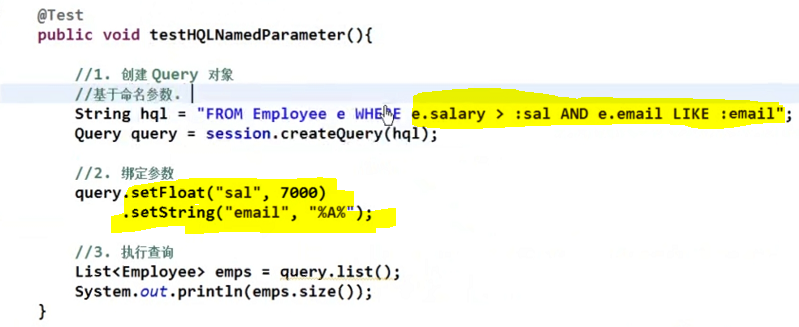 @Test
public void testHQLNamedParameter(){
//1. 创建 Query 对象
//基于命名参数.
String hql = "FROM Employee e WHERE e.salary > :sal AND e.email LIKE :email";
Query query = session.createQuery(hql);
//2. 绑定参数
query.setFloat("sal", 7000)
.setString("email", "%A%");
//3. 执行查询
List<Employee> emps = query.list();
System.out.println(emps.size());
}